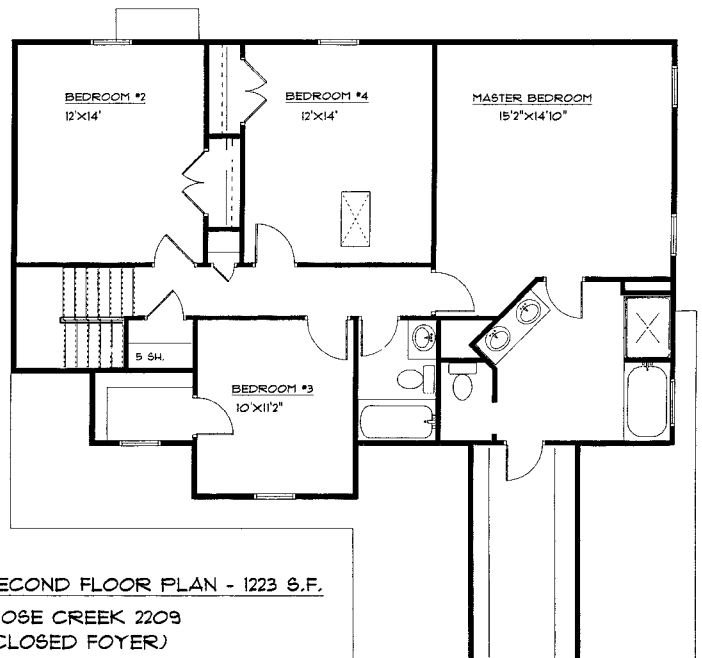 BEDROOM #2
12'X14'
BEDROOM #4
12'X14'
MASTER BEDROOM
15'2"X14'10"
5 SH.
BEDROOM #3
10'X11'2"
ECOND FLOOR PLAN - 1223 S.F.
OSE CREEK 2209
CLOSED FOYER)